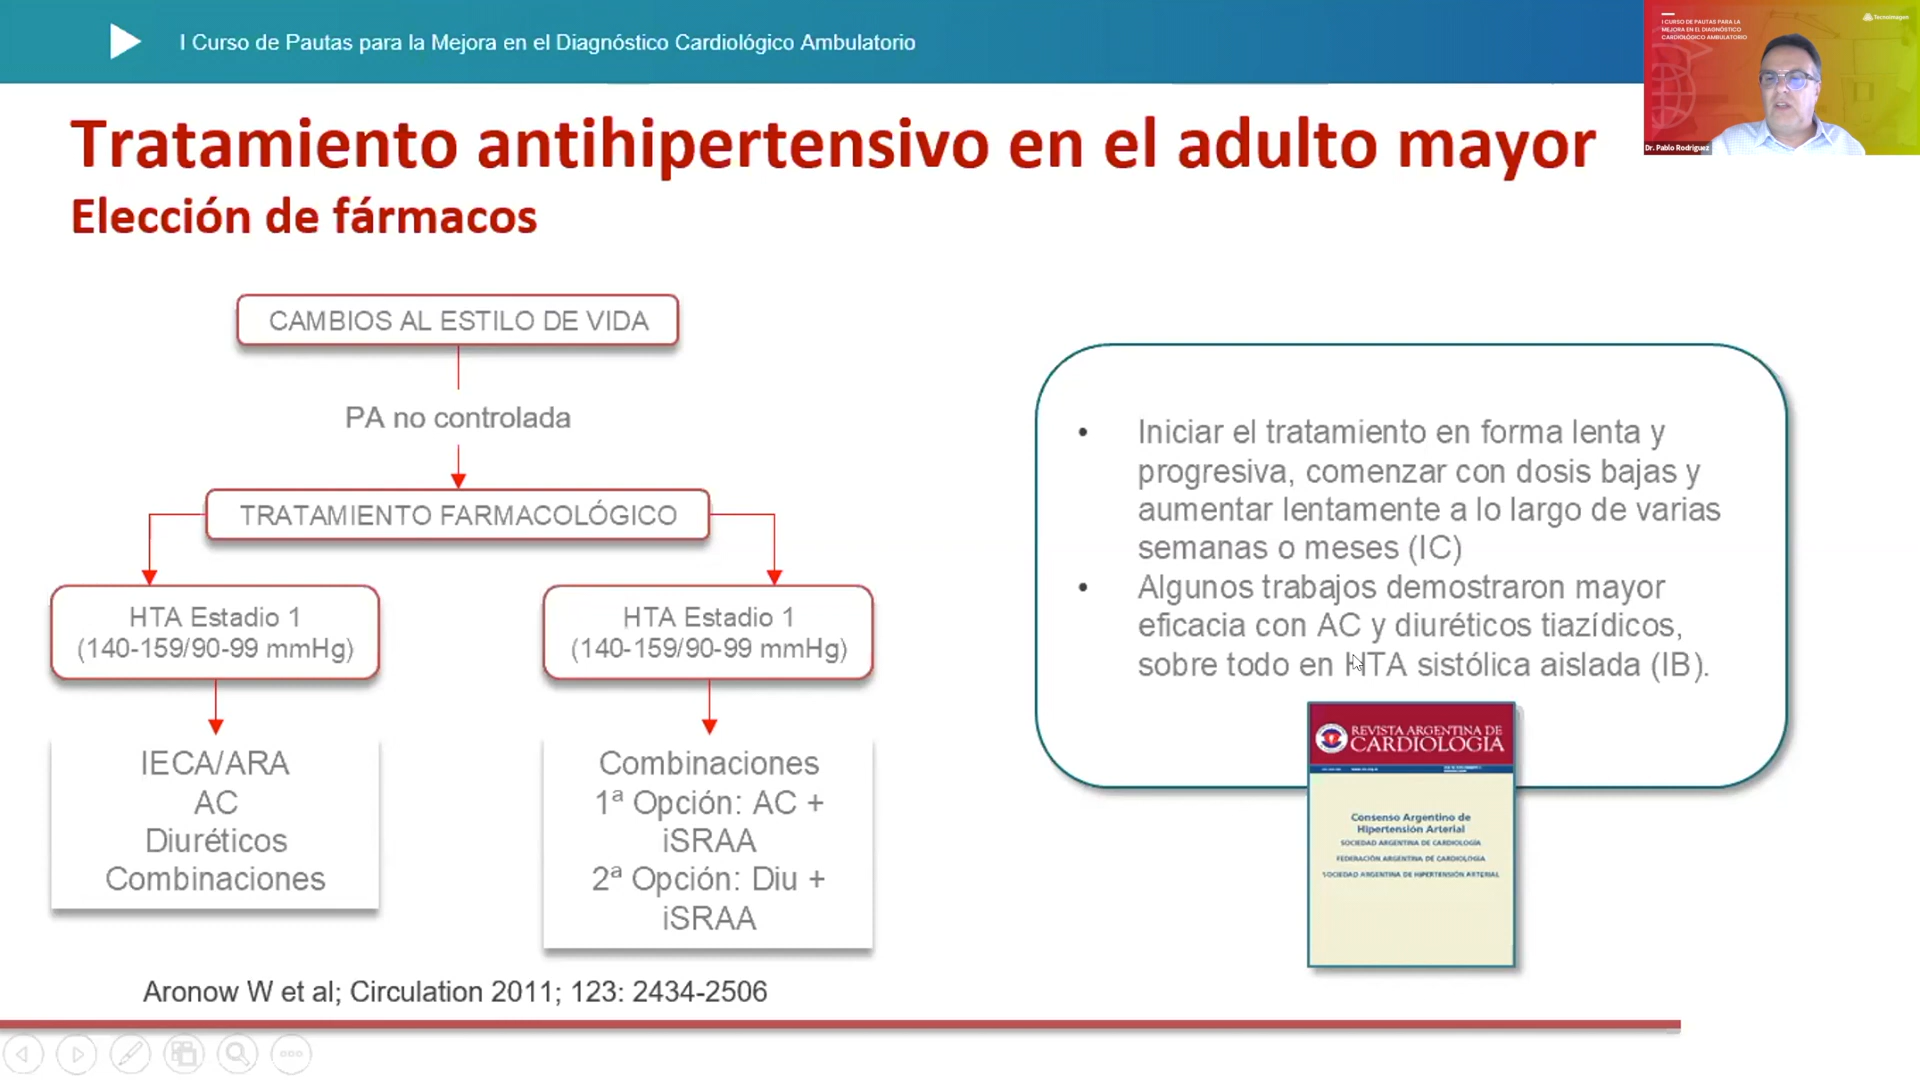 I Curso de Pautas para la Mejora en el Diagnóstico Cardiológico Ambulatorio
I CURSO DE PAUTAS PARA LA
MEJORA EN EL DIAGNÓSTICO
CARDIOLÓGICO AMBULATORIO
Tecnoimagen
Dr. Pablo Rodriguez
Tratamiento antihipertensivo en el adulto mayor
Elección de fármacos
CAMBIOS AL ESTILO DE VIDA
PA no controlada
TRATAMIENTO FARMACOLÓGICO
HTA Estadio 1
(140-159/90-99 mmHg)
IECA/ARA
AC
Diuréticos
Combinaciones
HTA Estadio 1
(140-159/90-99 mmHg)
Combinaciones
1ª Opción: AC +
iSRAA
2ª Opción: Diu +
iSRAA
Aronow W et al; Circulation 2011; 123: 2434-2506
• Iniciar el tratamiento en forma lenta y
progresiva, comenzar con dosis bajas y
aumentar lentamente a lo largo de varias
semanas o meses (IC)
• Algunos trabajos demostraron mayor
eficacia con AC y diuréticos tiazídicos,
sobre todo en HTA sistólica aislada (IB).
REVISTA ARGENTINA DE
CARDIOLOGÍA
Consenso Argentino de
Hipertensión Arterial
SOCIEDAD ARGENTINA DE CARDIOLOGÍA
FEDERACIÓN ARGENTINA DE CARDIOLOGÍA
SOCIEDAD ARGENTINA DE HIPERTENSIÓN ARTERIAL